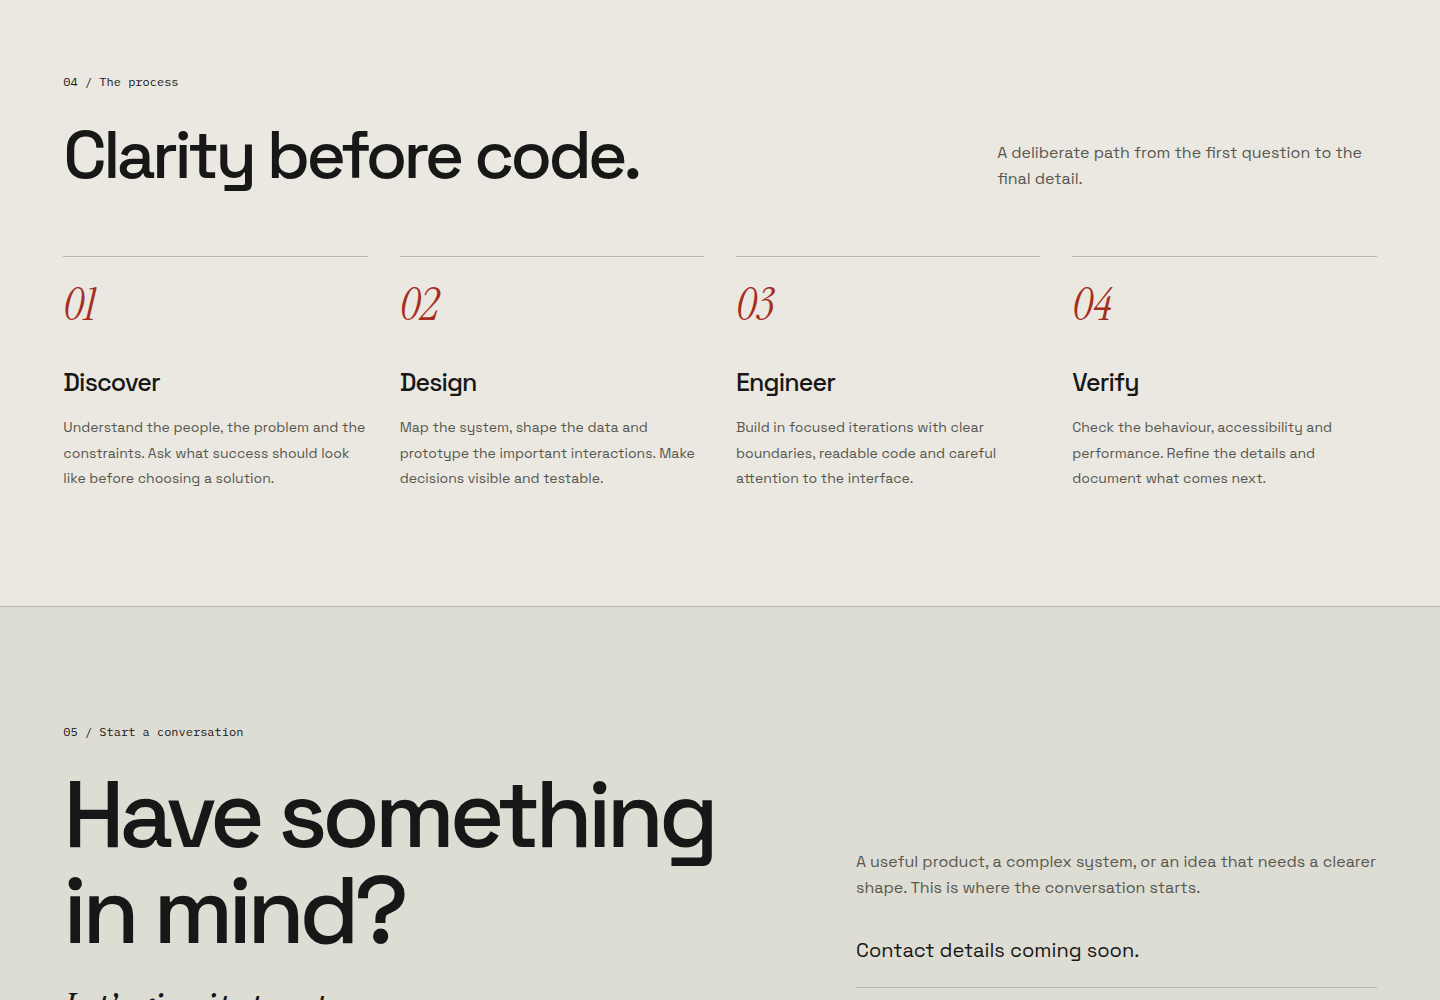 04 / The process
Clarity before code.
A deliberate path from the first question to the
final detail.
01
Discover
Understand the people, the problem and the
constraints. Ask what success should look
like before choosing a solution.
02
Design
Map the system, shape the data and
prototype the important interactions. Make
decisions visible and testable.
03
Engineer
Build in focused iterations with clear
boundaries, readable code and careful
attention to the interface.
04
Verify
Check the behaviour, accessibility and
performance. Refine the details and
document what comes next.
05 / Start a conversation
Have something
in mind?
A useful product, a complex system, or an idea that needs a clearer
shape. This is where the conversation starts.
Contact details coming soon.